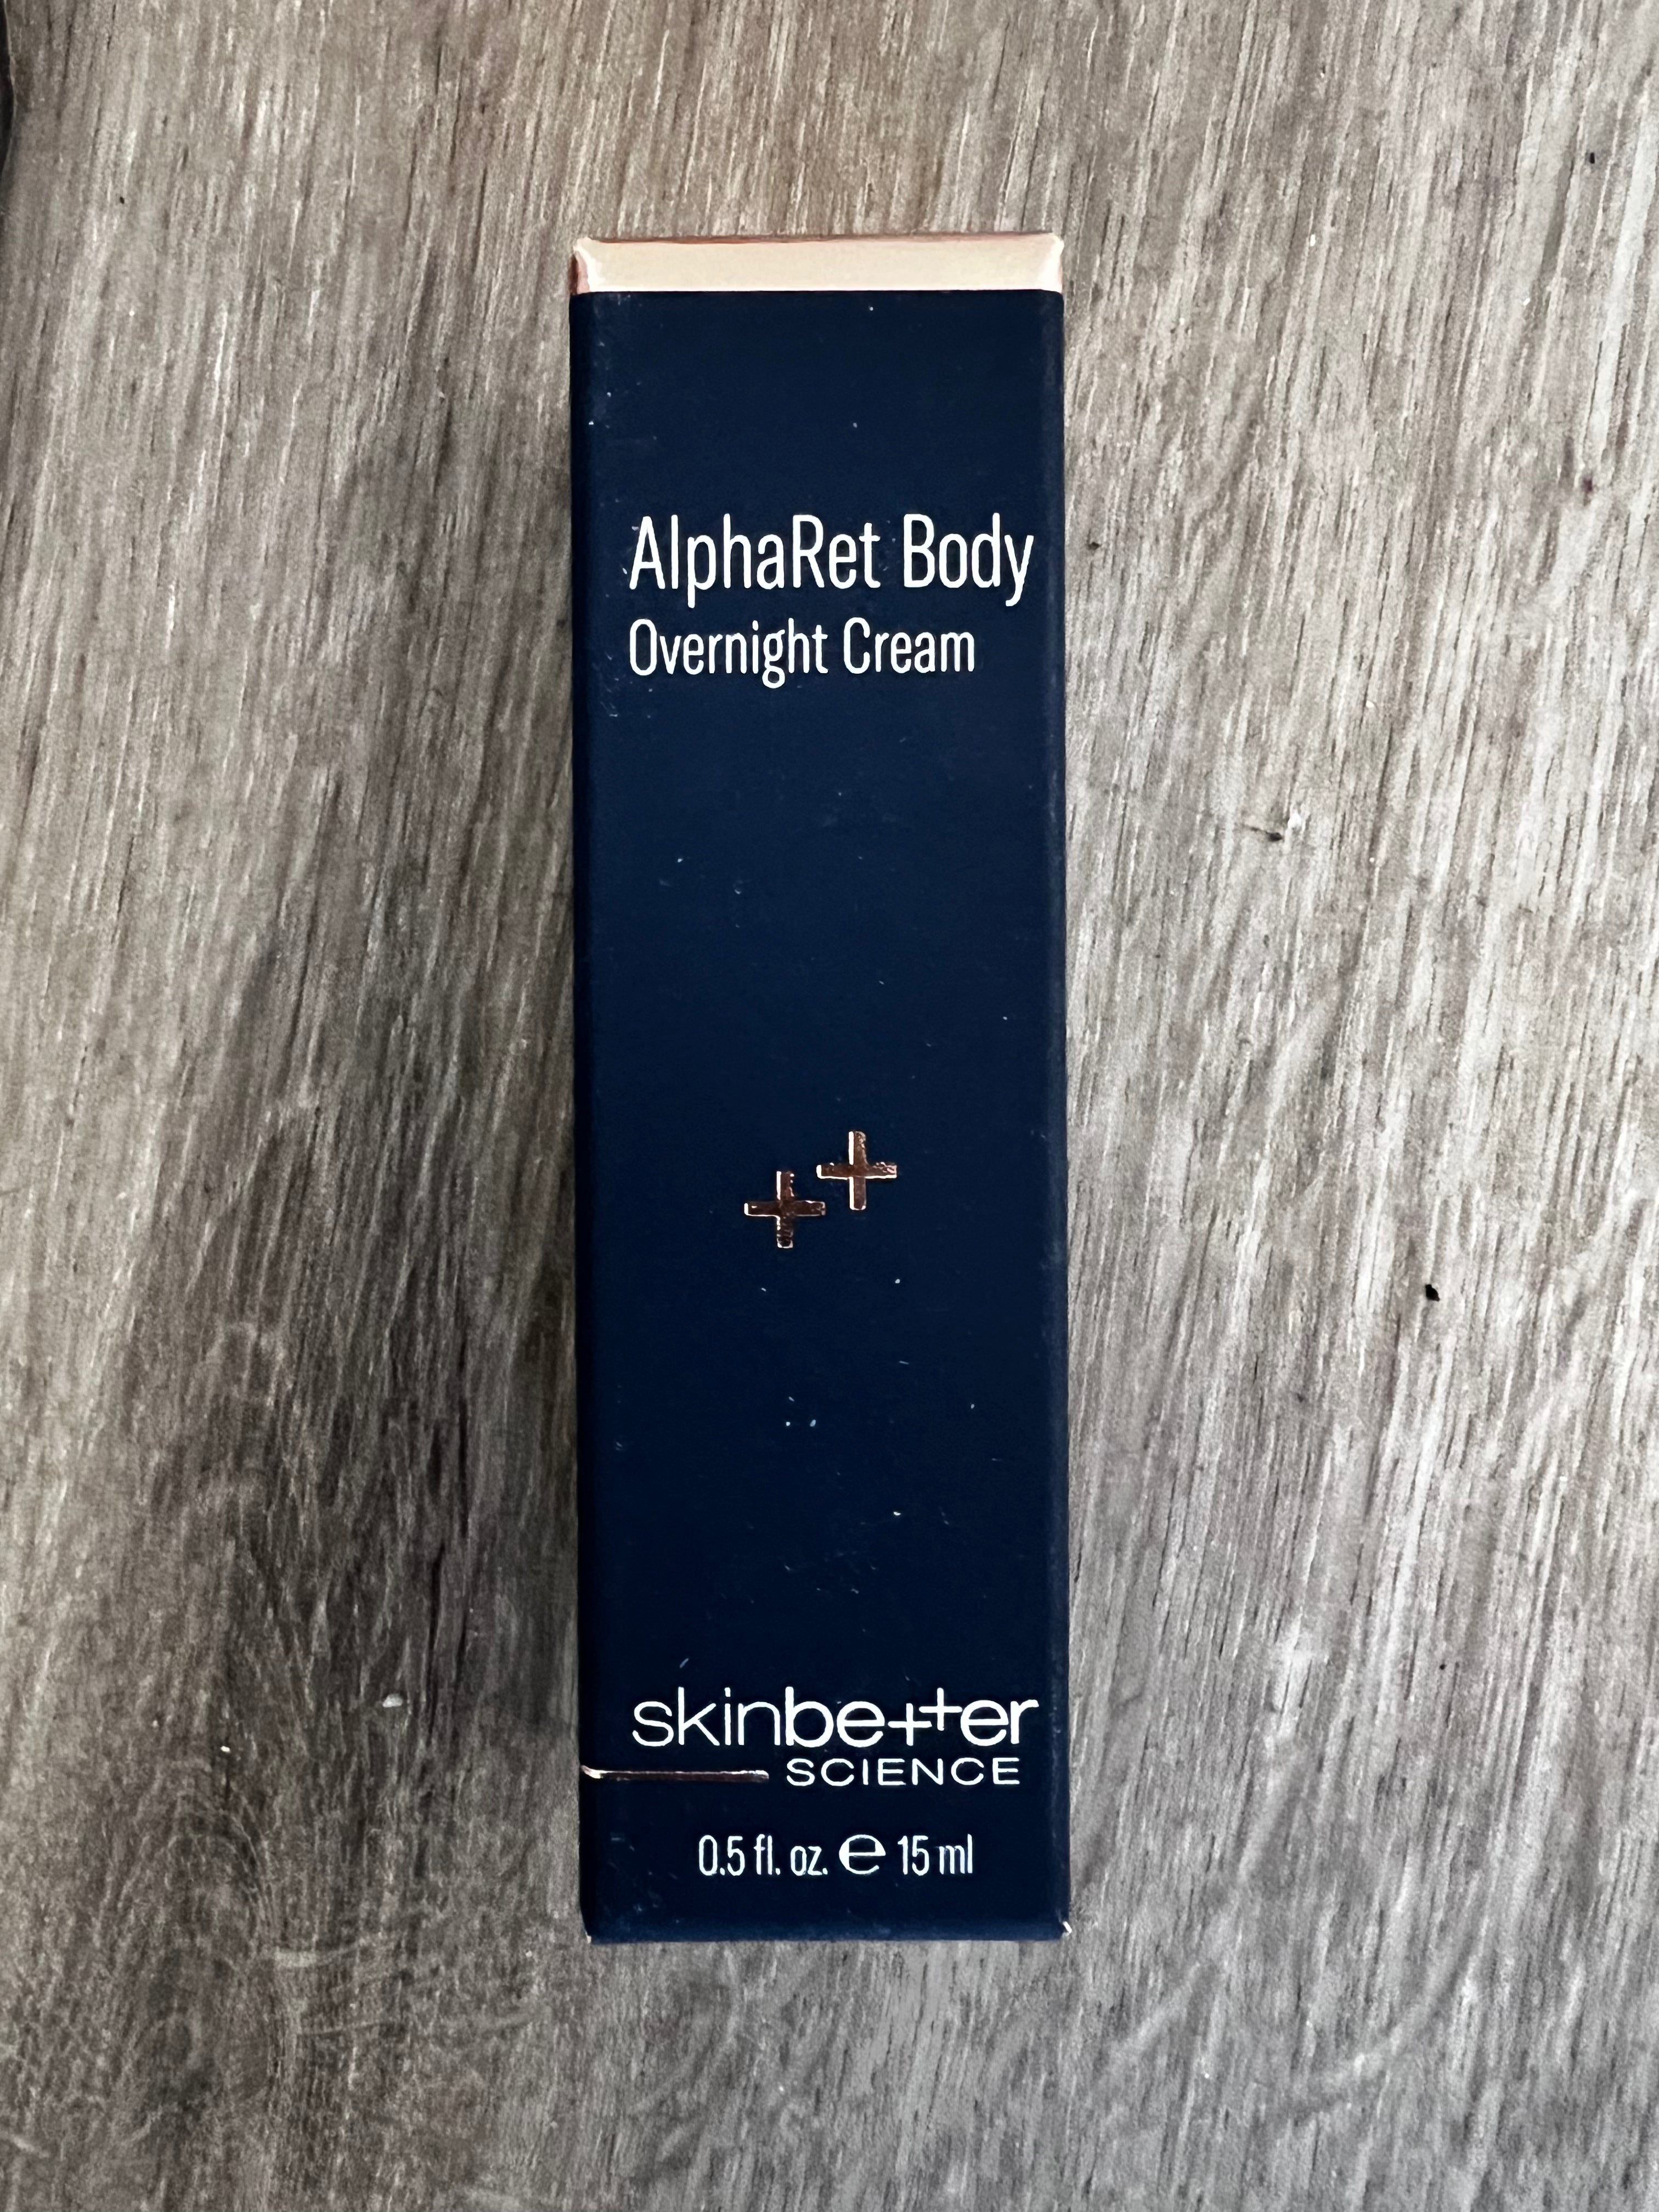 AlphaRet Body
Overnight Cream
skinbetter
SCIENCE
0.5 fl. oz. ℮ 15 ml